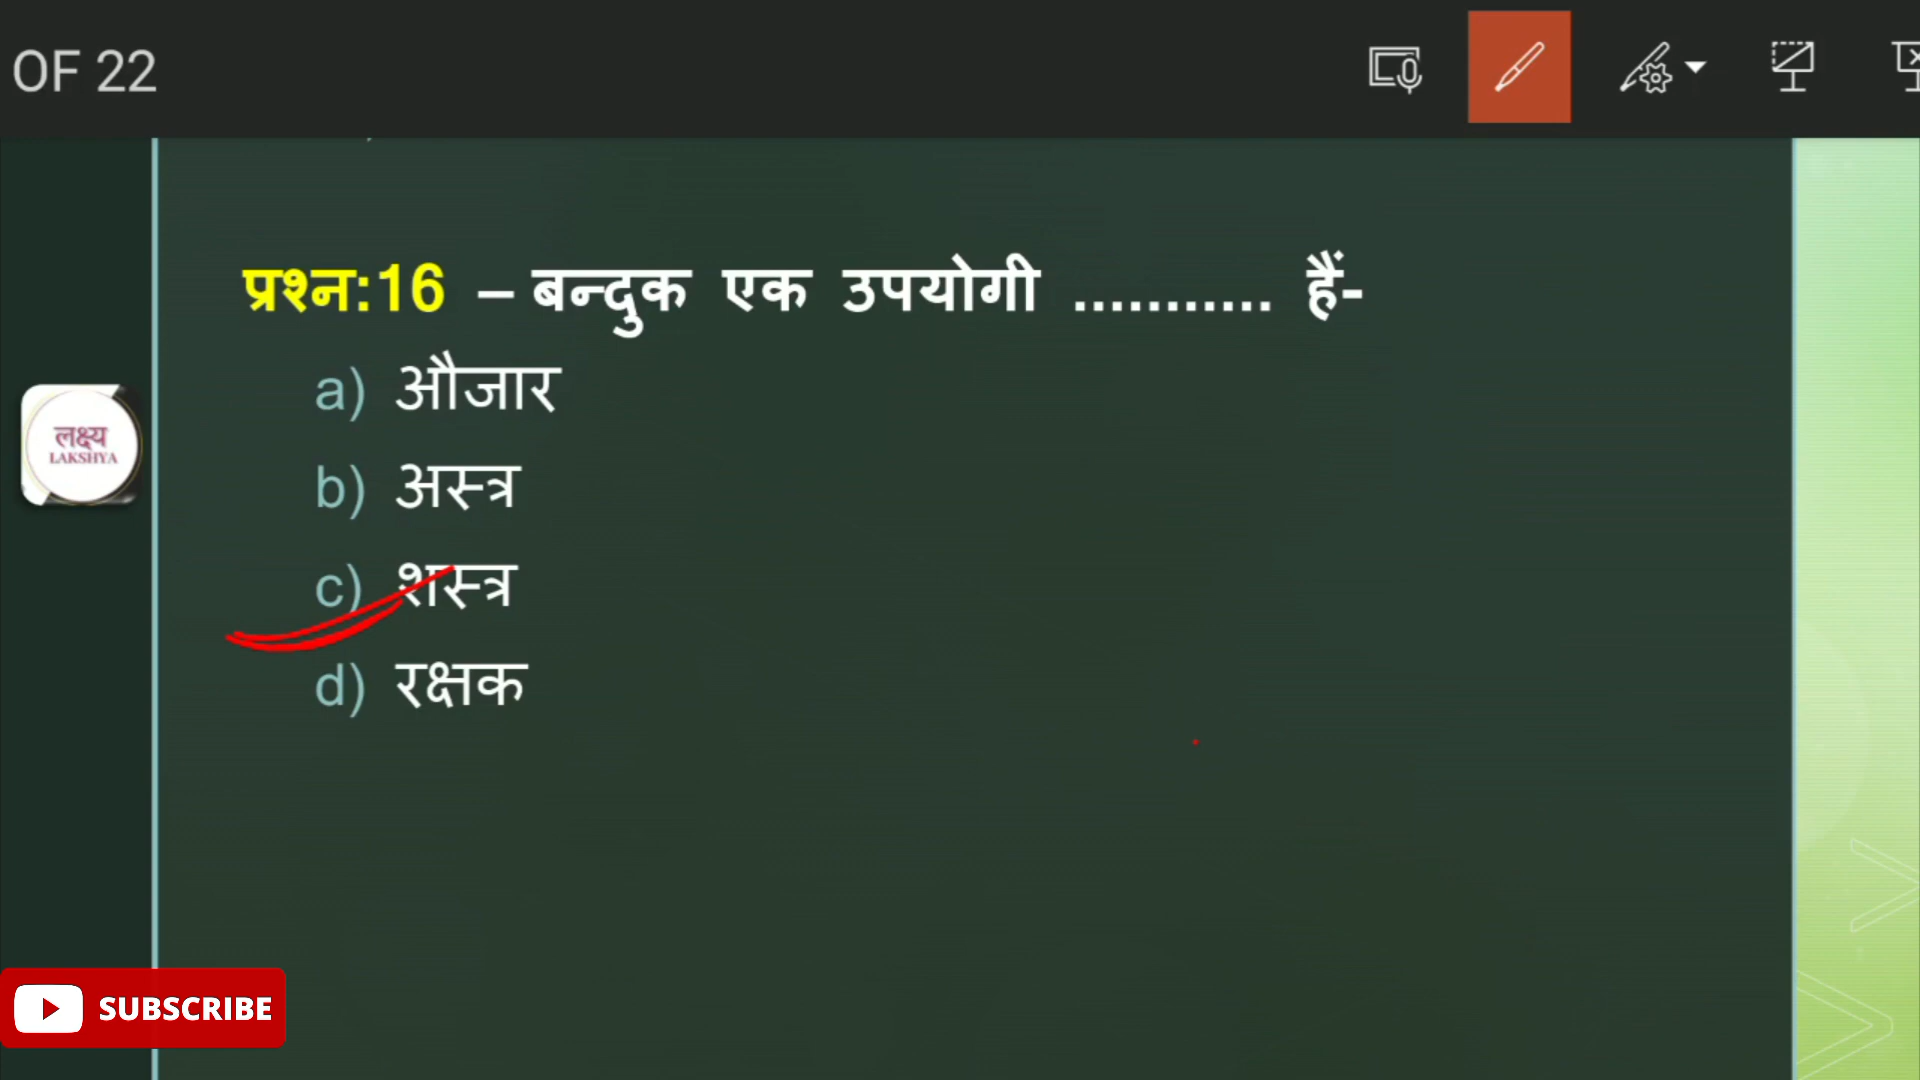 OF 22
प्रश्न:16 – बन्दुक एक उपयोगी ........... हैं-
a) औजार
b) अस्त्र
लक्ष्य
LAKSHYA
c) शस्त्र
d) रक्षक
SUBSCRIBE